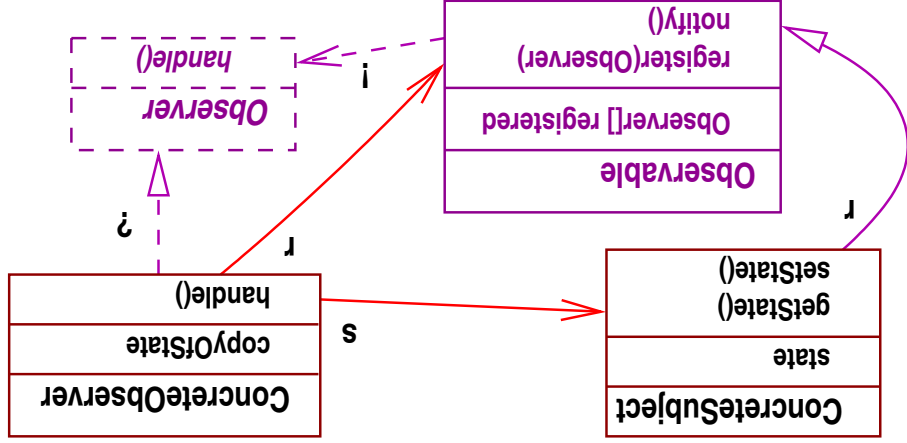 ConcreteSubject
state
getState()
setState()
ConcreteObserver
copyOfState
handle()
s
r
r
?
Observable
Observer[] registered
register(Observer)
notify()
!
Observer
handle()